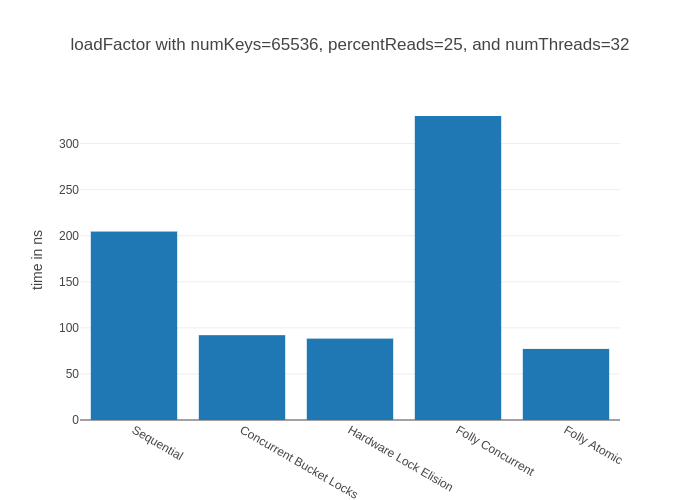 loadFactor with numKeys=65536, percentReads=25, and numThreads=32
time in ns
300
250
200
150
100
50
0
Sequential
Concurrent Bucket Locks
Hardware Lock Elision
Folly Concurrent
Folly Atomic